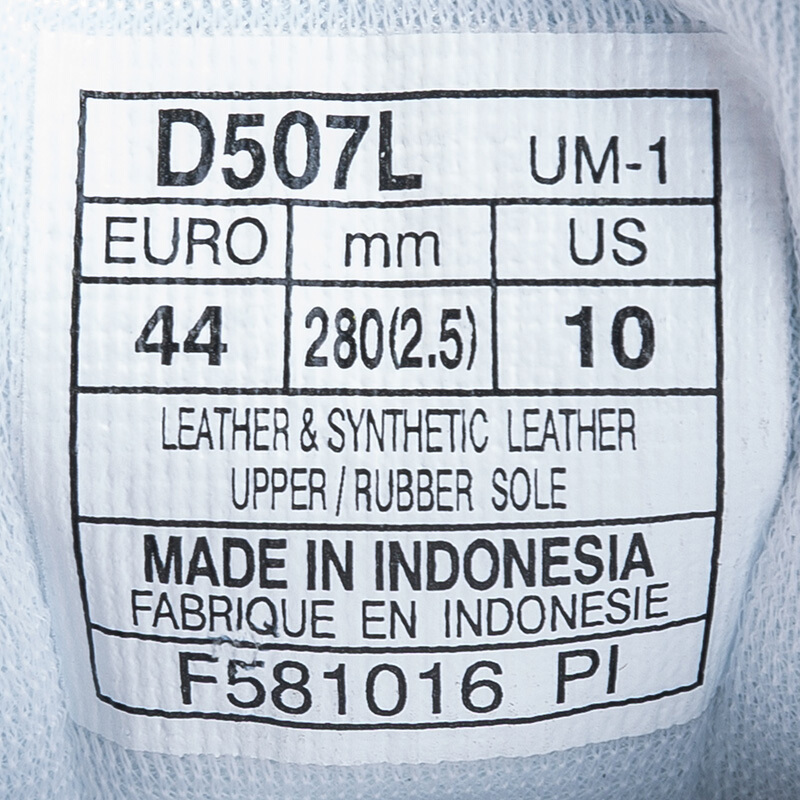 D507L UM-1
EURO mm US
44 280(2.5) 10
LEATHER & SYNTHETIC LEATHER
UPPER / RUBBER SOLE
MADE IN INDONESIA
FABRIQUE EN INDONESIE
F581016 PI